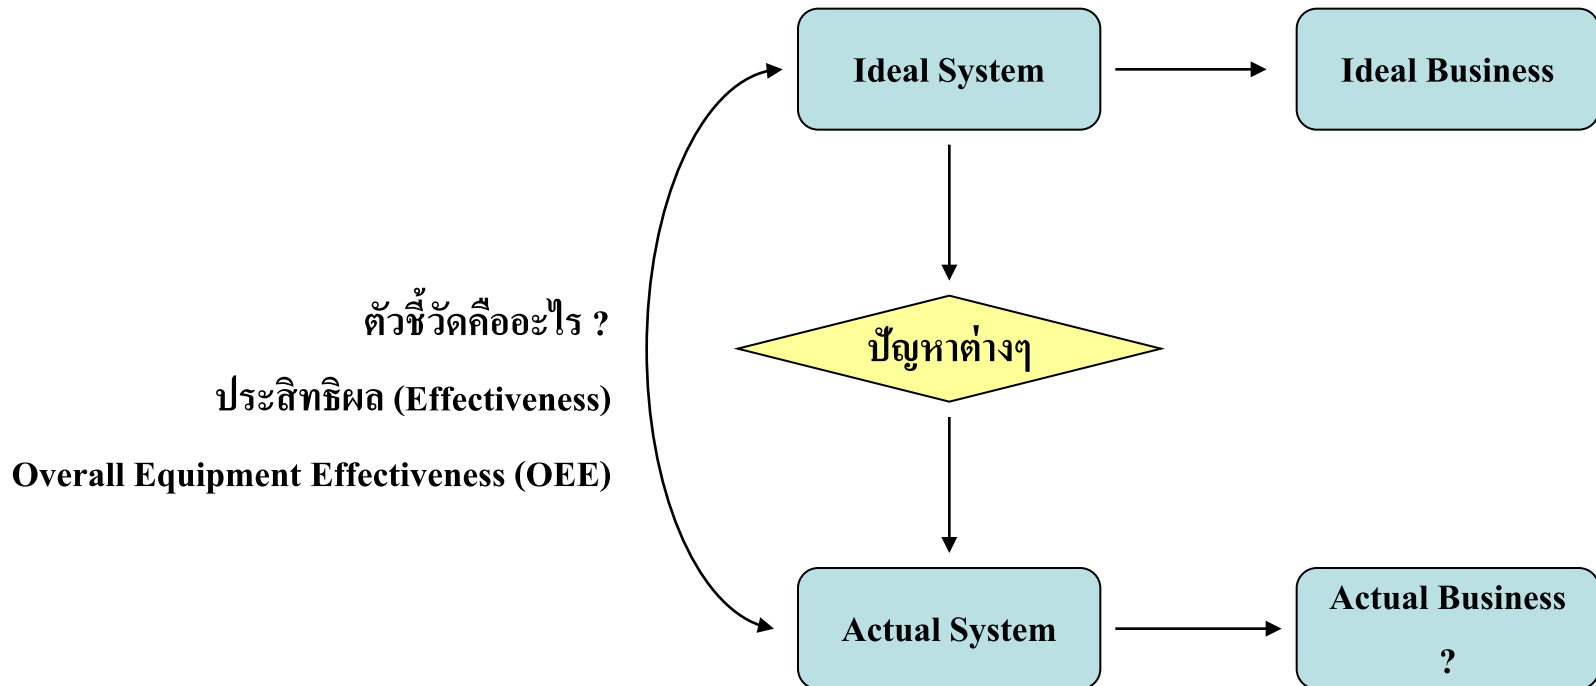 Ideal System
Ideal Business
ตัวชี้วัดคืออะไร ?
ปัญหาต่างๆ
ประสิทธิผล (Effectiveness)
Overall Equipment Effectiveness (OEE)
Actual System
Actual Business
?